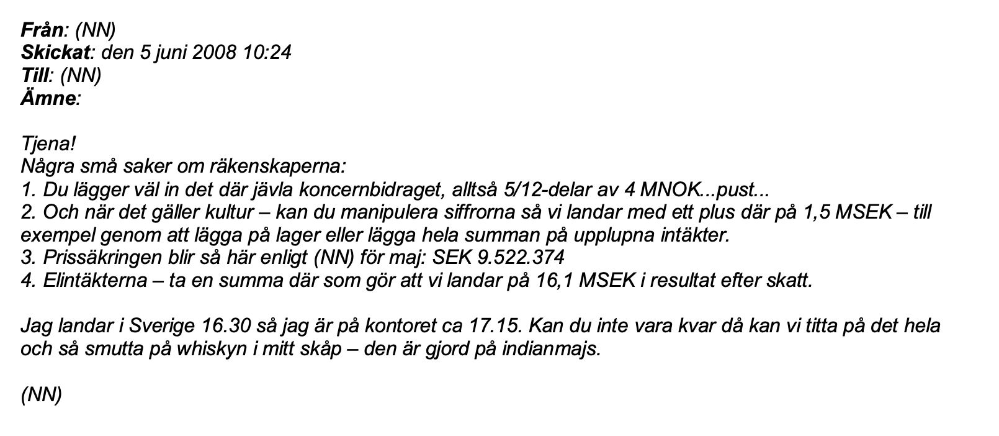 Från: (NN)
Skickat: den 5 juni 2008 10:24
Till: (NN)
Ämne:
Tjena!
Några små saker om räkenskaperna:
1. Du lägger väl in det där jävla koncernbidraget, alltså 5/12-delar av 4 MNOK...pust...
2. Och när det gäller kultur – kan du manipulera siffrorna så vi landar med ett plus där på 1,5 MSEK – till
exempel genom att lägga på lager eller lägga hela summan på upplupna intäkter.
3. Prissäkringen blir så här enligt (NN) för maj: SEK 9.522.374
4. Elintäkterna – ta en summa där som gör att vi landar på 16,1 MSEK i resultat efter skatt.
Jag landar i Sverige 16.30 så jag är på kontoret ca 17.15. Kan du inte vara kvar då kan vi titta på det hela
och så smutta på whiskyn i mitt skåp – den är gjord på indianmajs.
(NN)